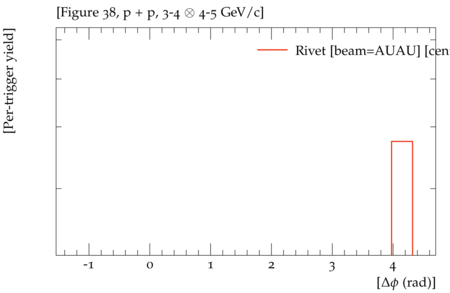 [Figure 38, p + p, 3-4 ⊗ 4-5 GeV/c]
[Per-trigger yield]
Rivet [beam=AUAU] [cen
-1 0 1 2 3 4
[Δϕ (rad)]